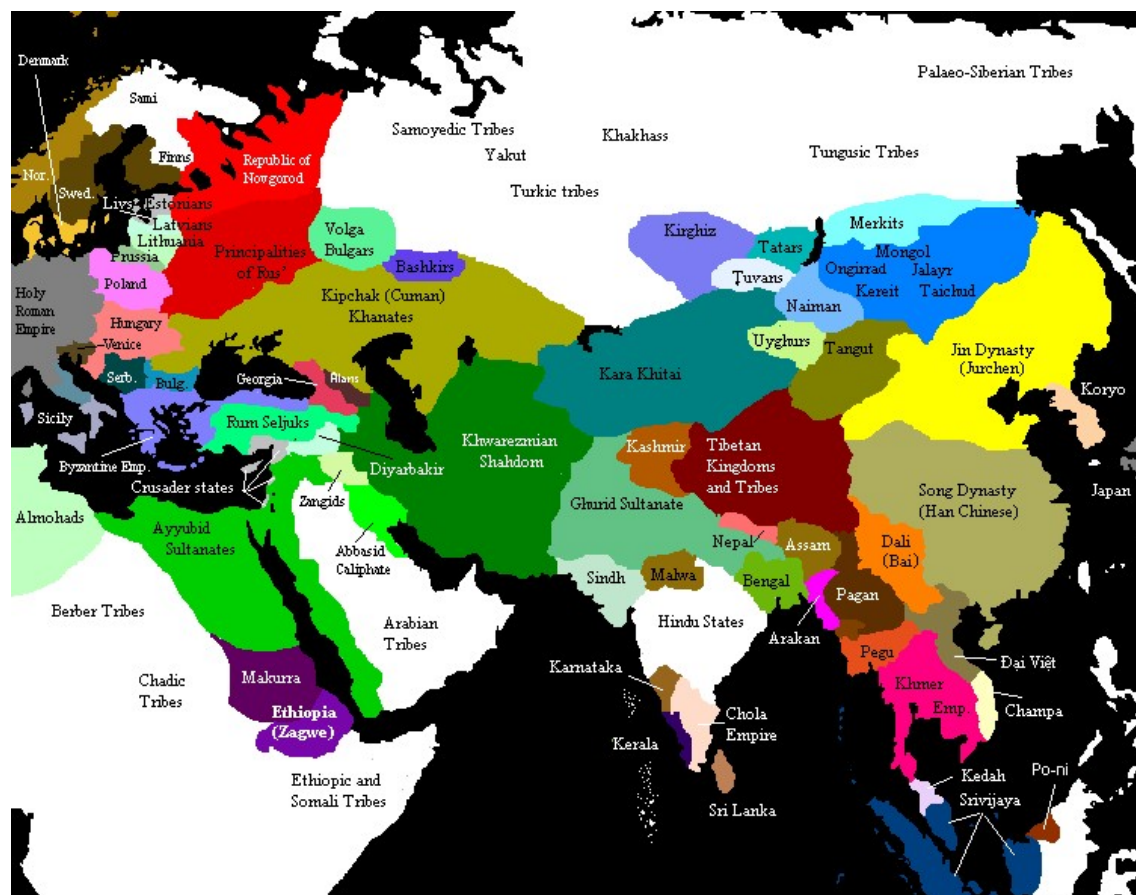 Denmark
Palaeo-Siberian Tribes
Sami
Samoyedic Tribes
Khakhass
Yakut
Tungusic Tribes
Finns
Republic of
Novgorod
Turkic tribes
Nor.
Swed.
Livs
Estonians
Latvians
Lithuania
Prussia
Volga
Bulgars
Kirghiz
Tatars
Merkits
Mongol
Ongirrad
Jalayr
Kereit
Taichud
Principalities
of Rus'
Bashkirs
Tuvans
Naiman
Poland
Holy
Roman
Empire
Kipchak (Cuman)
Khanates
Hungary
Venice
Uyghurs
Tangut
Jin Dynasty
(Jurchen)
Serb.
Bulg.
Georgia
Alans
Kara Khitai
Koryo
Sicily
Rum Seljuks
Khwarezmian
Shahdom
Kashmir
Tibetan
Kingdoms
and Tribes
Byzantine Emp.
Diyarbakir
Crusader states
Zangids
Ghurid Sultanate
Song Dynasty
(Han Chinese)
Japan
Almohads
Ayyubid
Sultanates
Abbasid
Caliphate
Nepal
Assam
Dali
(Bai)
Sindh
Malwa
Bengal
Pagan
Berber Tribes
Arabian
Tribes
Hindu States
Arakan
Pegu
Đại Việt
Karnataka
Makurra
Chadic
Tribes
Khmer
Emp.
Champa
Ethiopia
(Zagwe)
Chola
Empire
Kerala
Ethiopic and
Somali Tribes
Sri Lanka
Kedah
Po-ni
Srivijaya